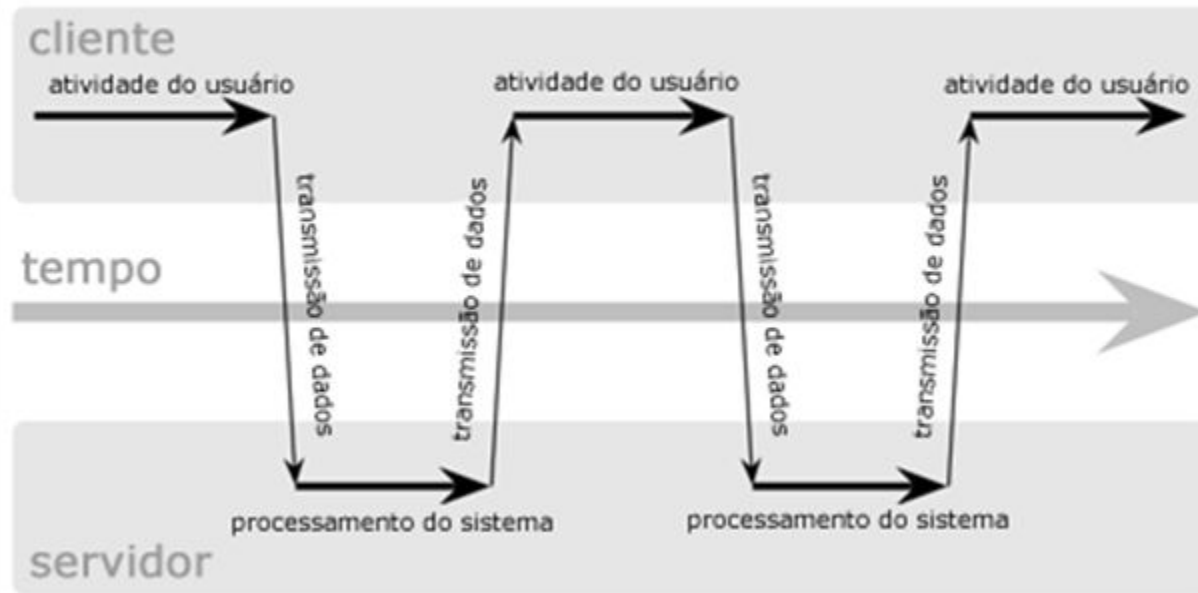 cliente
atividade do usuário
atividade do usuário
atividade do usuário
transmissão de dados
transmissão de dados
transmissão de dados
transmissão de dados
tempo
processamento do sistema
processamento do sistema
servidor